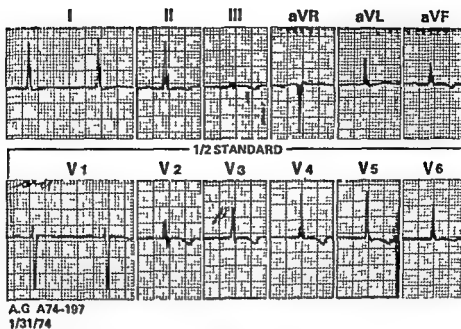 I II III aVR aVL aVF
1/2 STANDARD
V1 V2 V3 V4 V5 V6
A.G A74-197
1/31/74